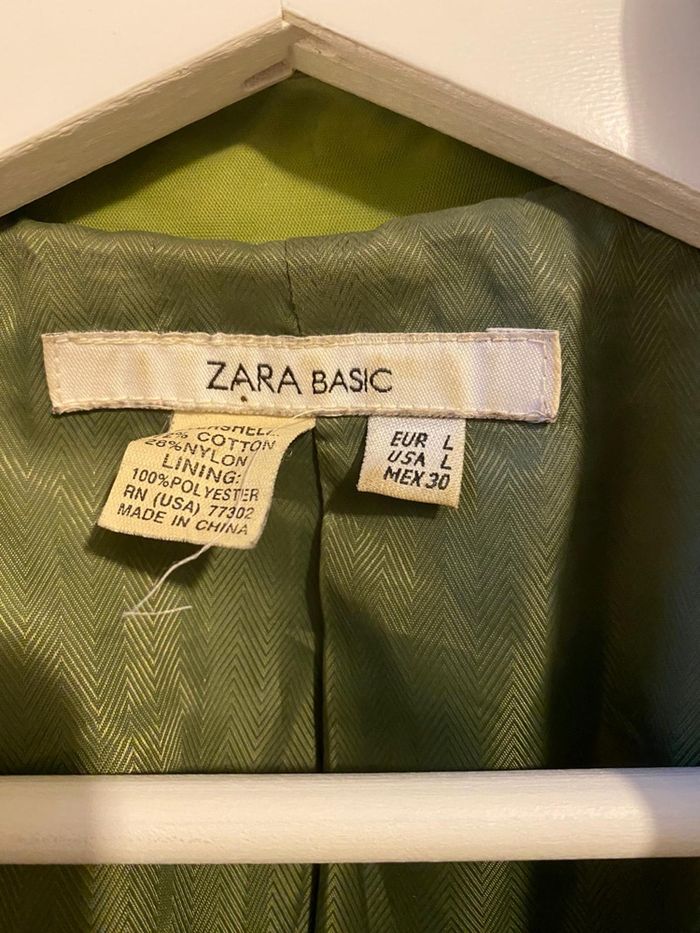 ZARA BASIC
% COTTON
28%NYLON
LINING:
100%POLYESTER
RN (USA) 77302
MADE IN CHINA
EUR L
USA L
MEX 30